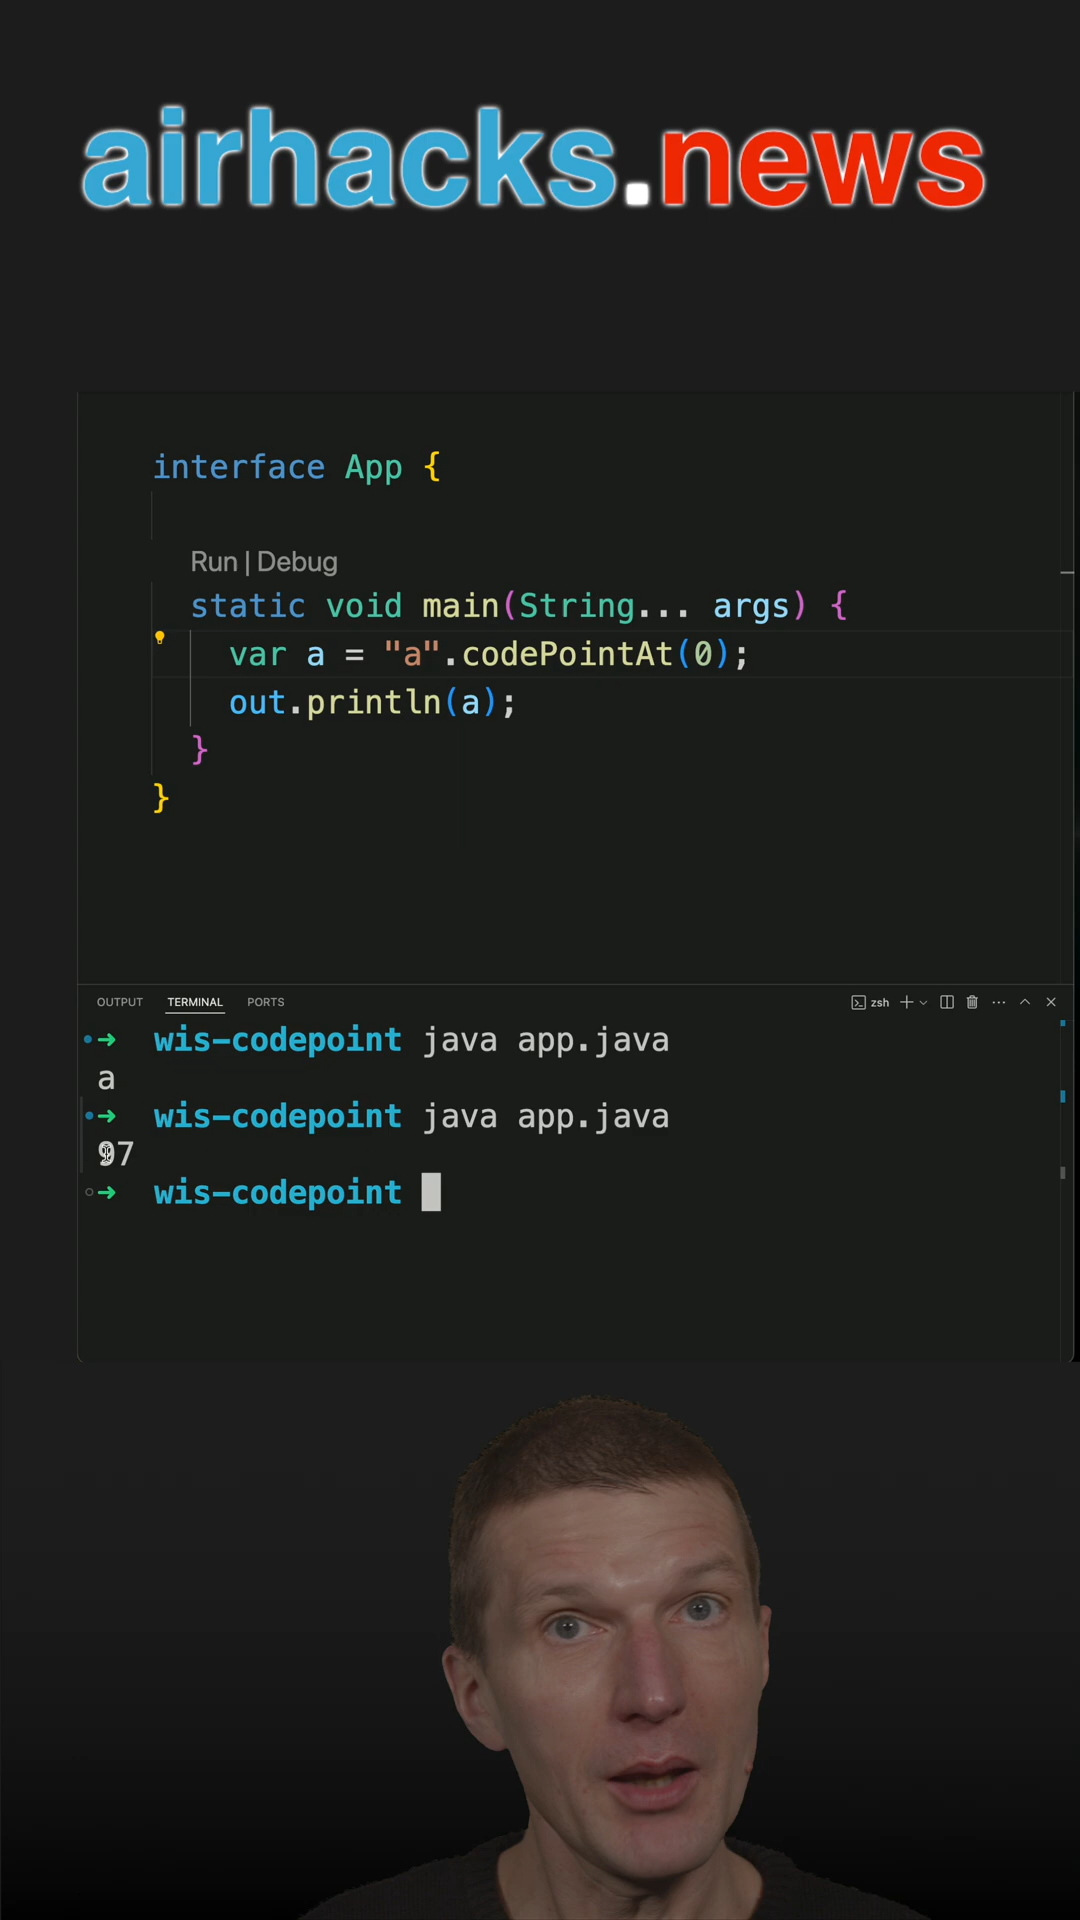 airhacks.news
interface App {
Run | Debug
static void main(String... args) {
var a = "a".codePointAt(0);
out.println(a);
}
}
OUTPUT TERMINAL PORTS zsh
➜ wis-codepoint java app.java
a
➜ wis-codepoint java app.java
97
➜ wis-codepoint